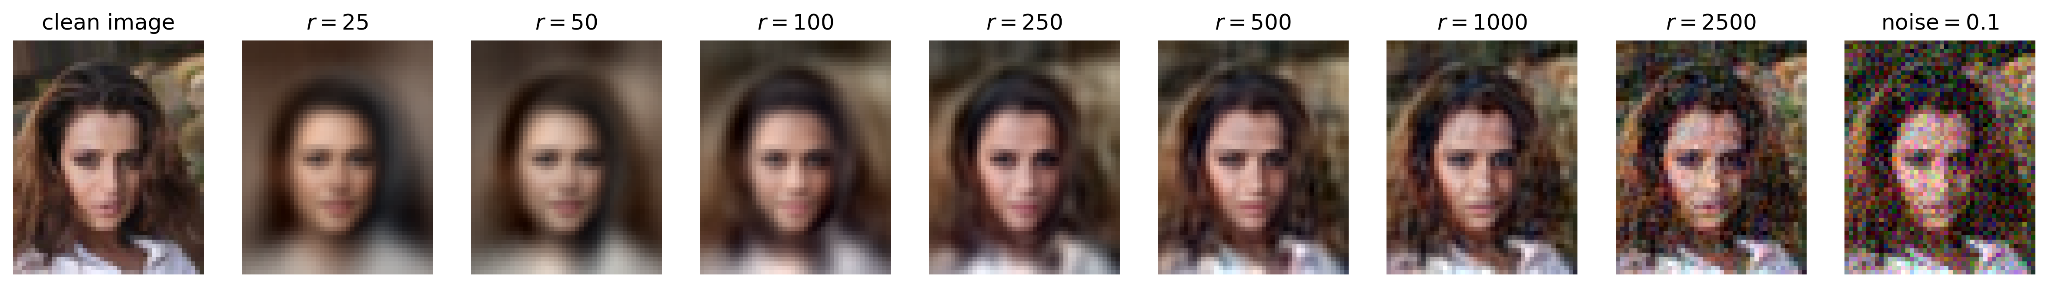 clean image r = 25 r = 50 r = 100 r = 250 r = 500 r = 1000 r = 2500 noise = 0.1